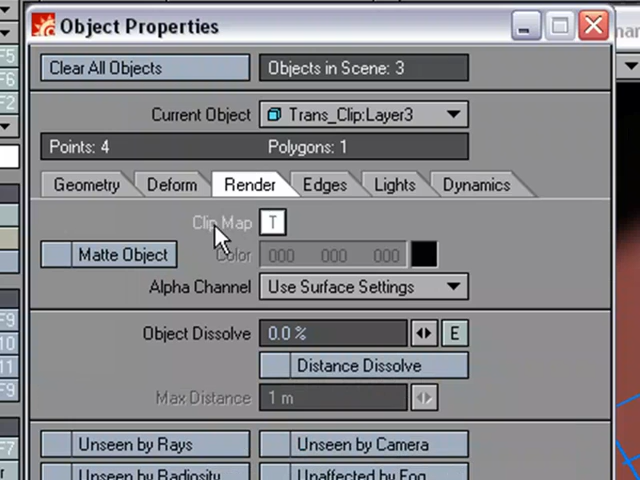 Object Properties
Clear All Objects Objects in Scene: 3
Current Object Trans_Clip:Layer3
Points: 4 Polygons: 1
Geometry Deform Render Edges Lights Dynamics
Clip Map T
Matte Object Color 000 000 000
Alpha Channel Use Surface Settings
Object Dissolve 0.0 % E
Distance Dissolve
Max Distance 1 m
Unseen by Rays Unseen by Camera
Unseen by Radiosity Unaffected by Fog